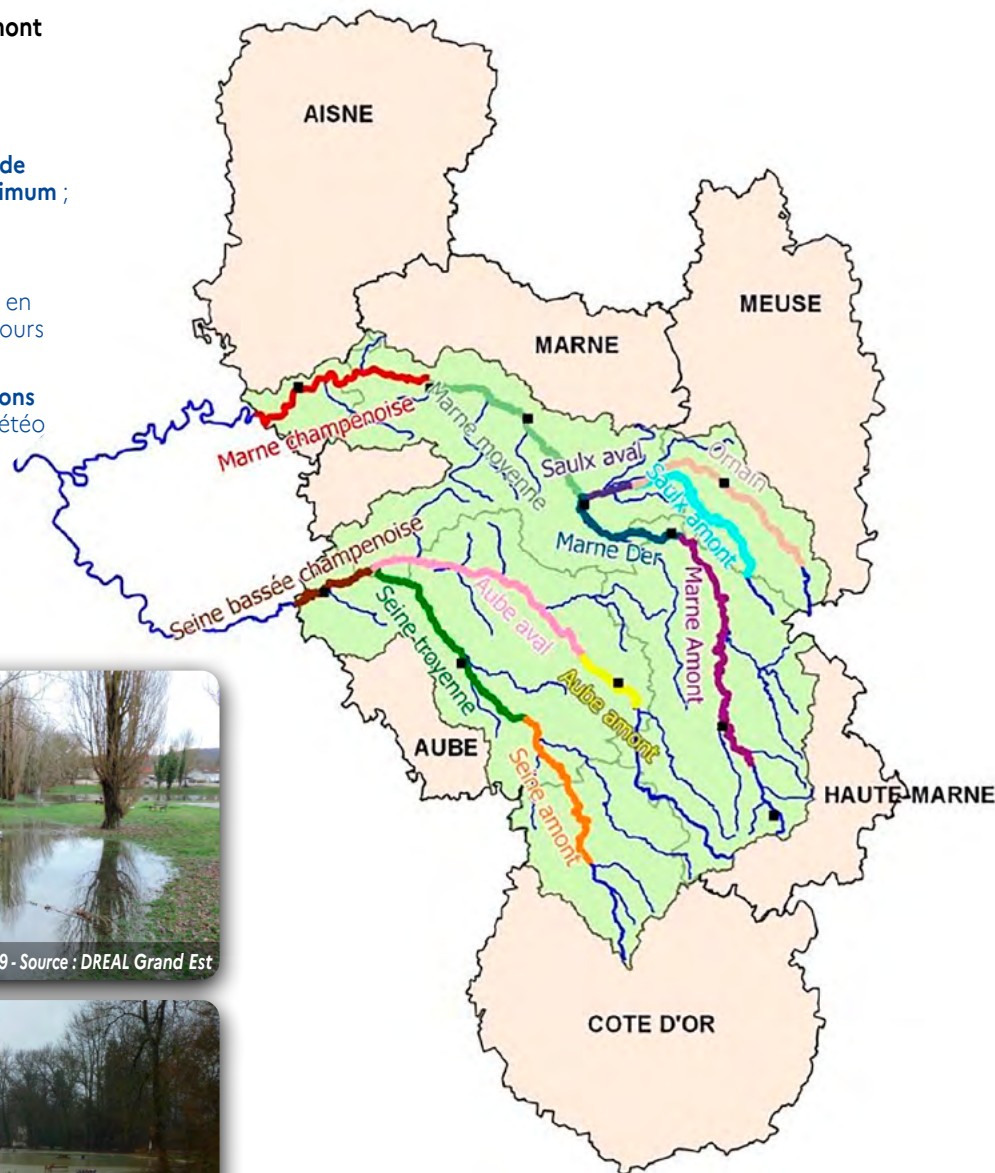 nont
de
imum ;
en
ours
ons
étéo
AISNE
MEUSE
MARNE
Marne champenoise
Marne moyenne
Saulx aval
Saulx amont
Ornain
Marne Der
Marne Amont
Seine bassée champenoise
Seine troyenne
Aube aval
Aube amont
AUBE
Seine amont
HAUTE-MARNE
COTE D'OR
9 - Source : DREAL Grand Est